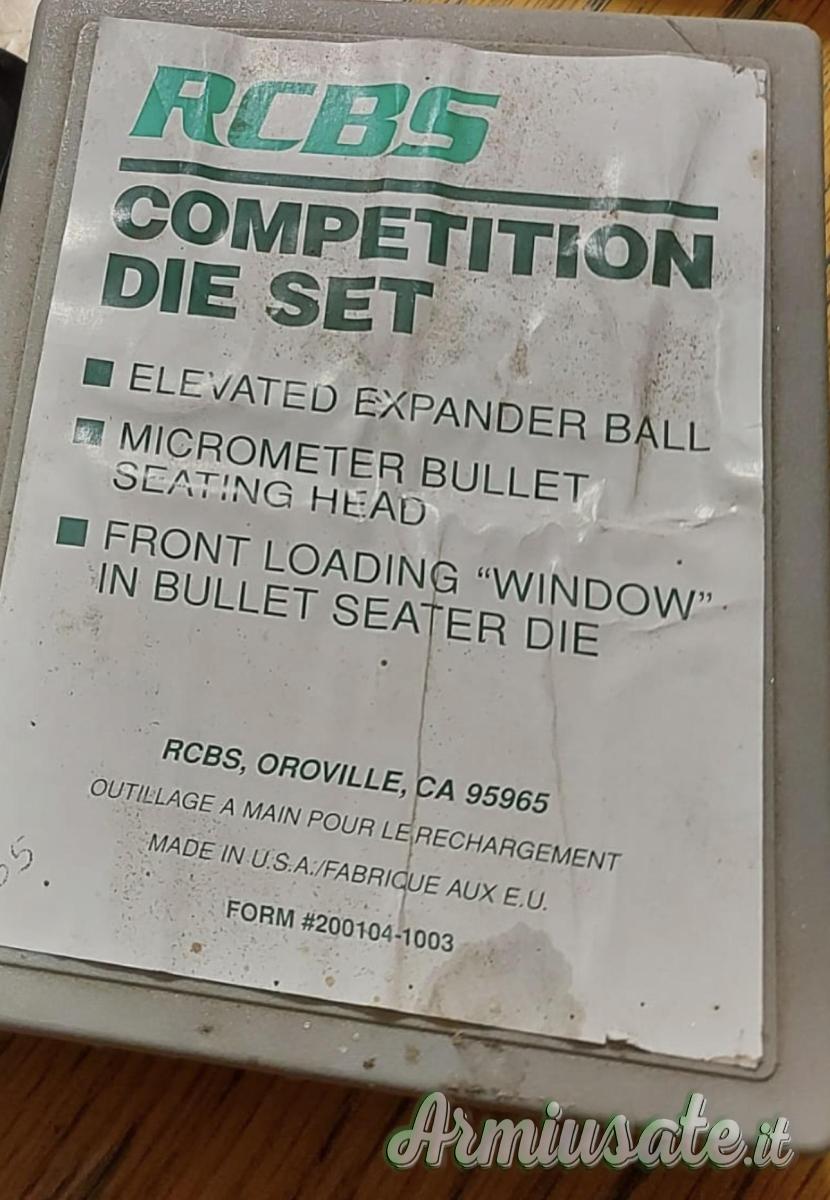 RCBS
COMPETITION
DIE SET
■ ELEVATED EXPANDER BALL
■ MICROMETER BULLET
SEATING HEAD
■ FRONT LOADING “WINDOW”
IN BULLET SEATER DIE
RCBS, OROVILLE, CA 95965
OUTILLAGE A MAIN POUR LE RECHARGEMENT
MADE IN U.S.A./FABRIQUE AUX E.U.
FORM #200104-1003
Armiusate.it